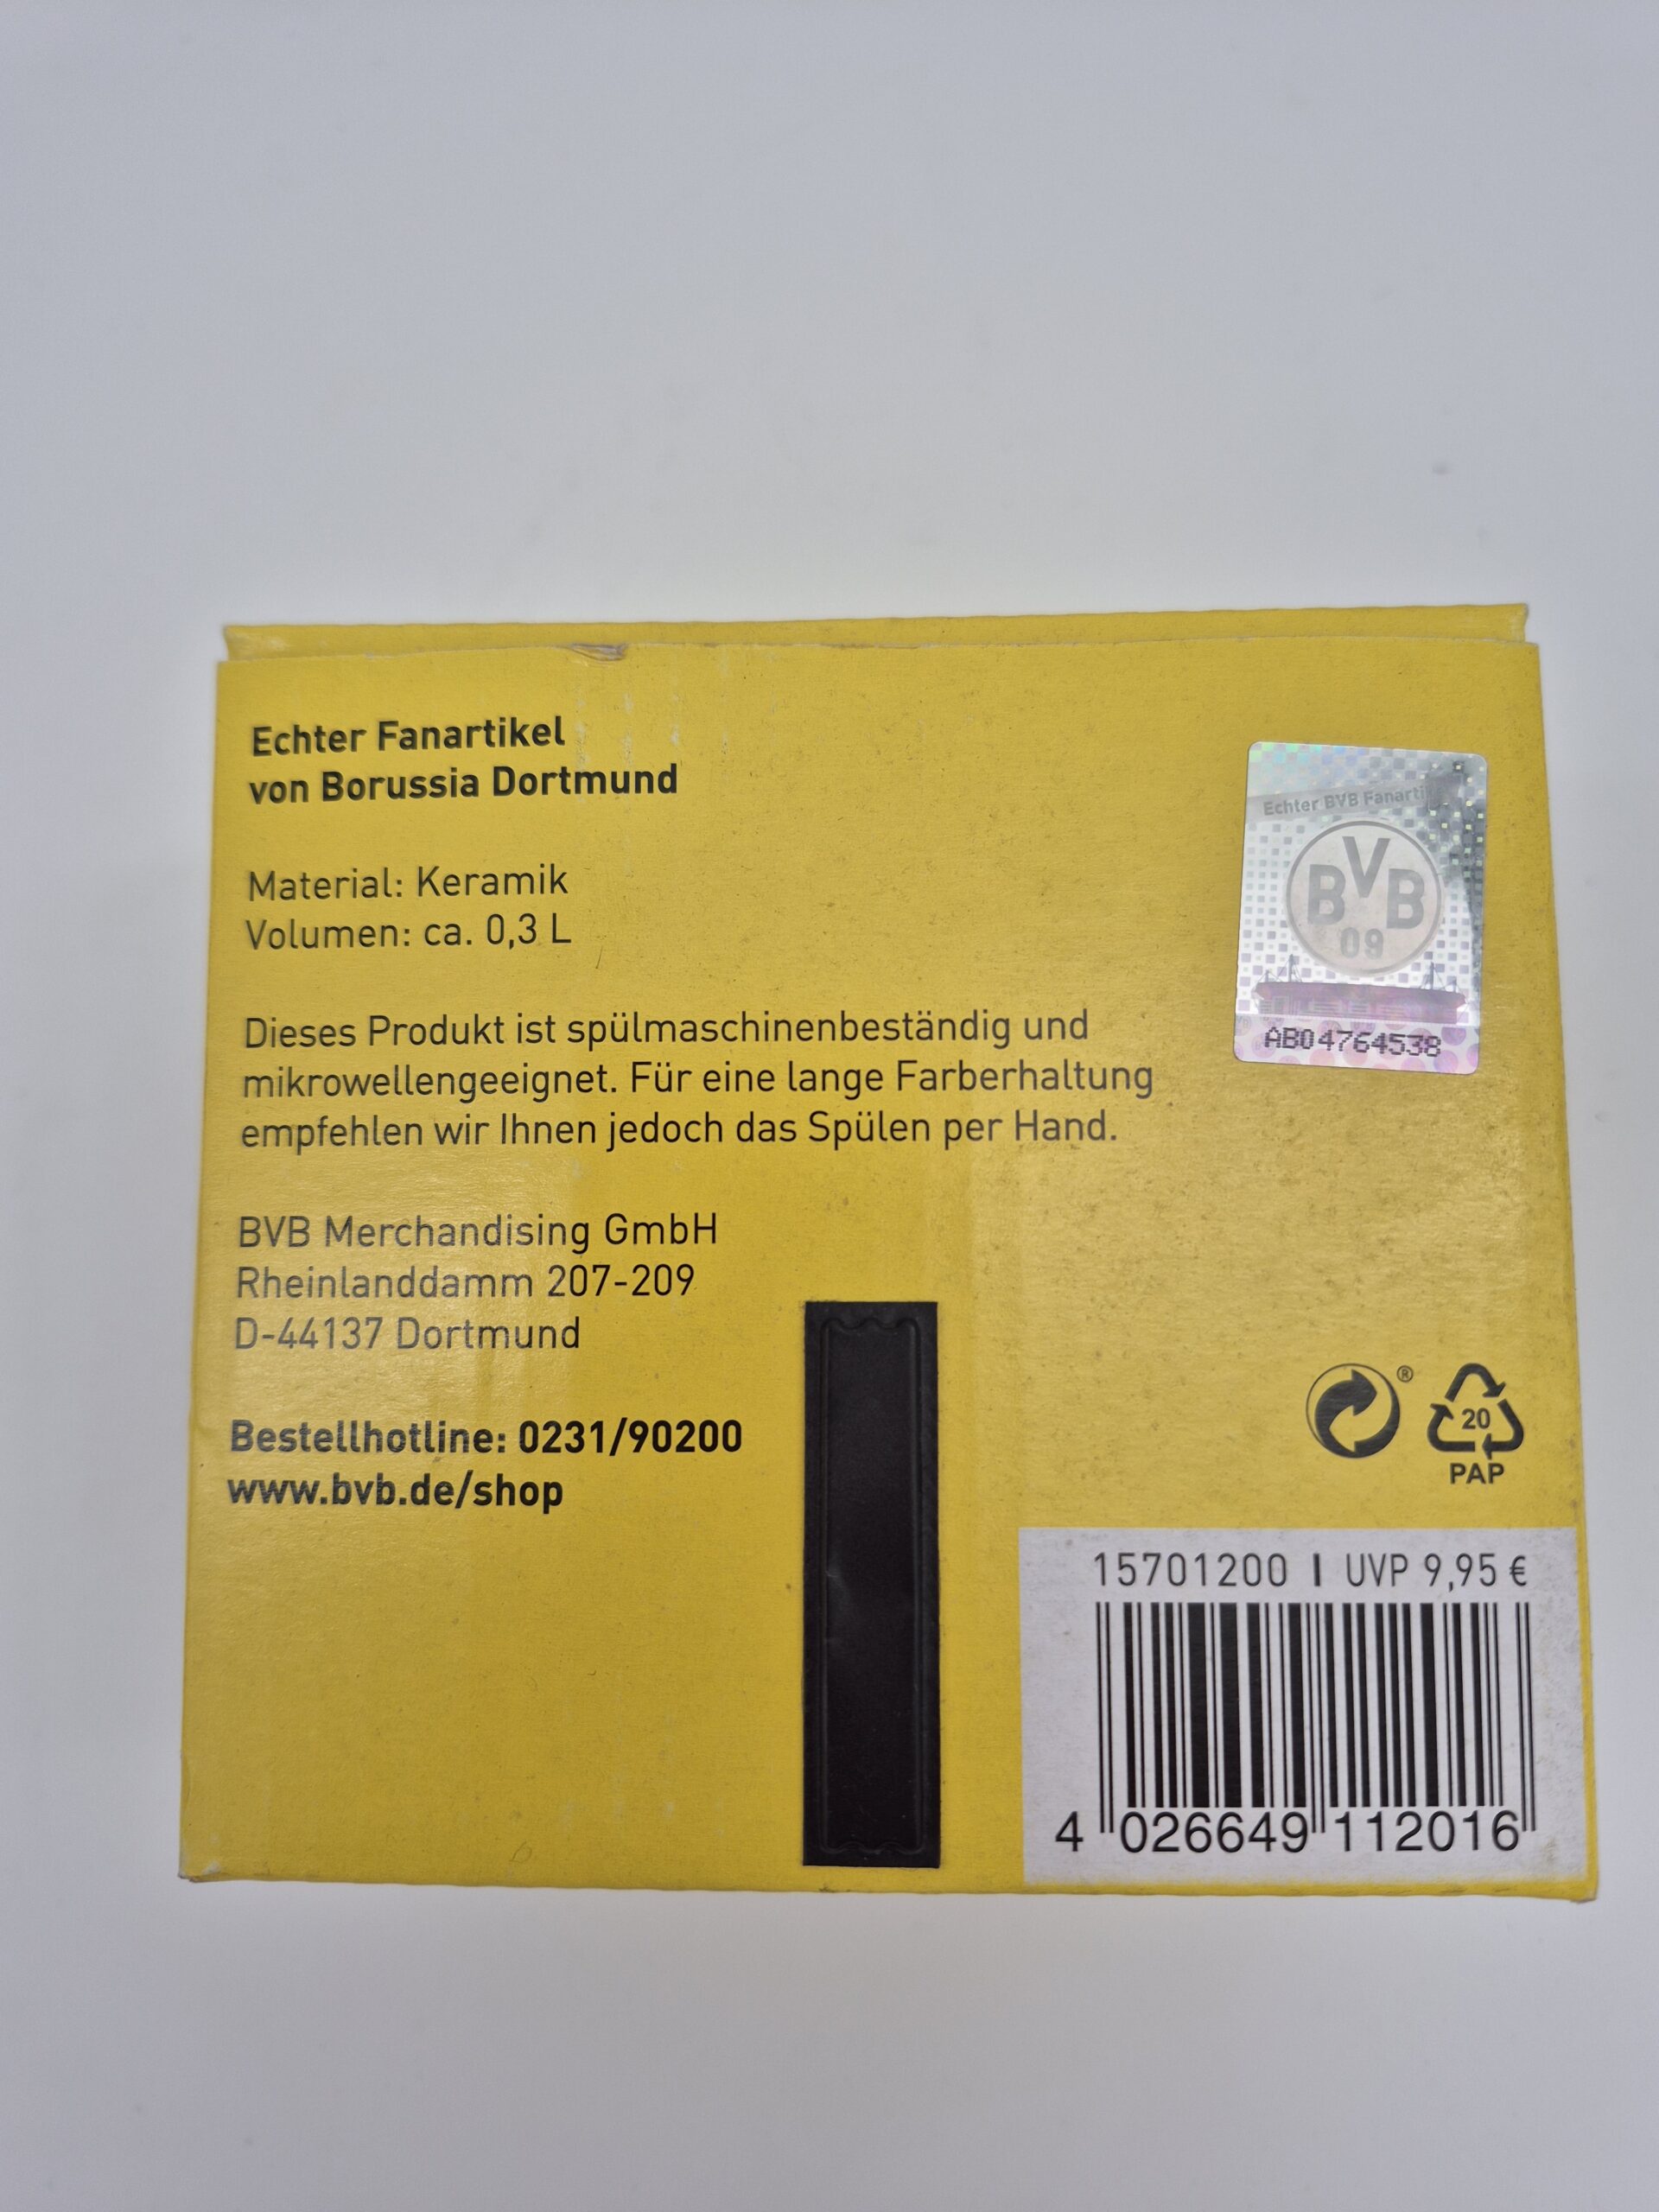 Echter Fanartikel
von Borussia Dortmund
Material: Keramik
Volumen: ca. 0,3 L
Dieses Produkt ist spülmaschinenbeständig und
mikrowellengeeignet. Für eine lange Farberhaltung
empfehlen wir Ihnen jedoch das Spülen per Hand.
BVB Merchandising GmbH
Rheinlanddamm 207-209
D-44137 Dortmund
Bestellhotline: 0231/90200
www.bvb.de/shop
Echter BVB
BVB
09
AB04764538
®
20
PAP
15701200 I UVP 9,95 €
4 026649 112016